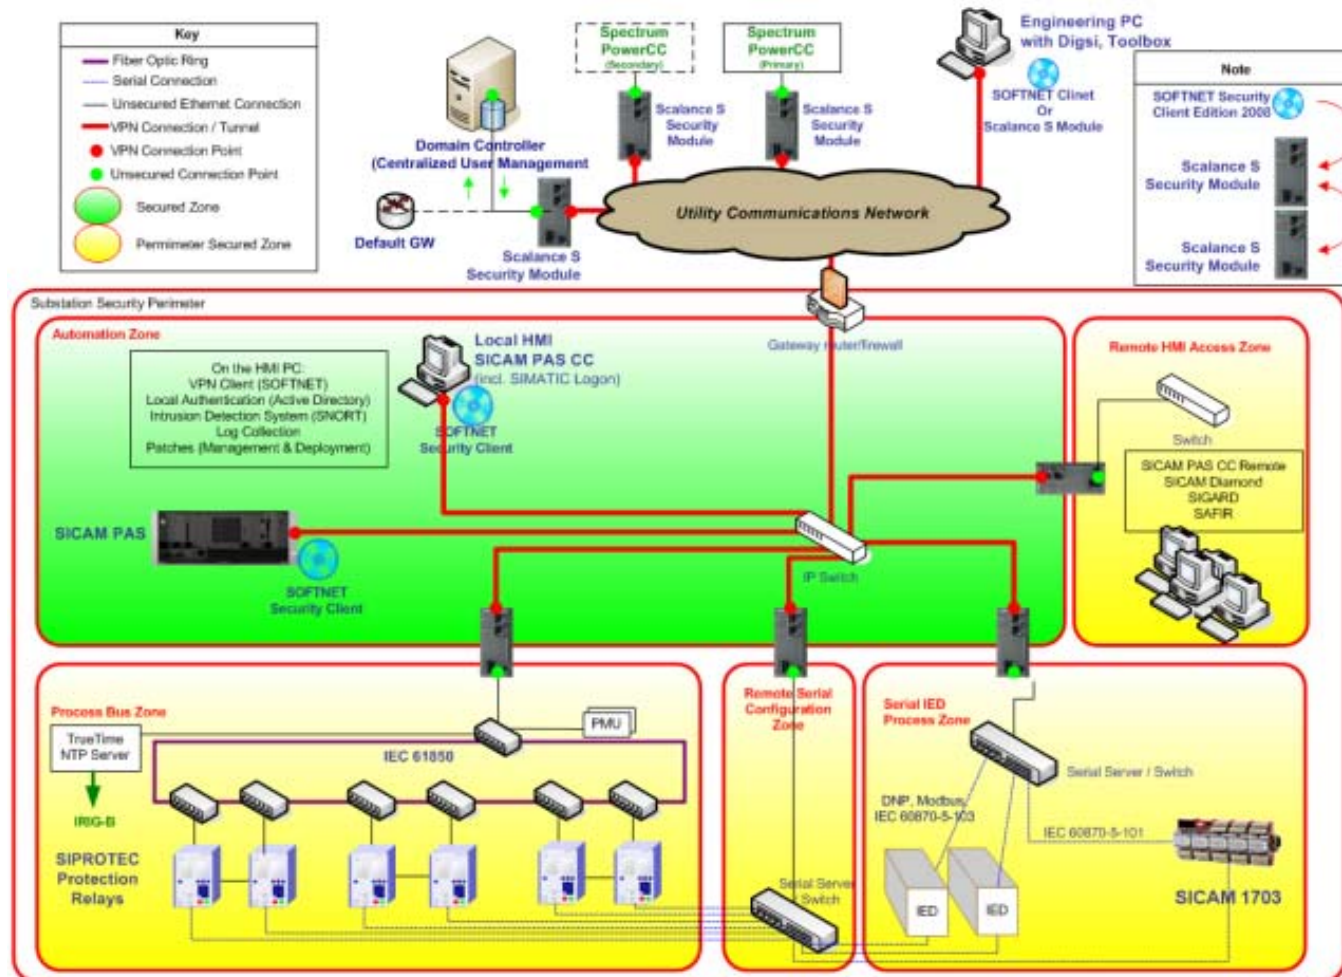 Key
Fiber Optic Ring
Serial Connection
Unsecured Ethernet Connection
VPN Connection / Tunnel
VPN Connection Point
Unsecured Connection Point
Secured Zone
Permimeter Secured Zone
Domain Controller
(Centralized User Management
Default GW
Scalance S
Security Module
Spectrum
PowerCC
(Secondary)
Scalance S
Security
Module
Spectrum
PowerCC
(Primary)
Scalance S
Security
Module
Engineering PC
with Digsi, Toolbox
SOFTNET Clinet
Or
Scalance S Module
Utility Communications Network
Note
SOFTNET Security
Client Edition 2008
Scalance S
Security Module
Scalance S
Security Module
Substation Security Perimeter
Automation Zone
On the HMI PC:
VPN Client (SOFTNET)
Local Authentication (Active Directory)
Intrusion Detection System (SNORT)
Log Collection
Patches (Management & Deployment)
Local HMI
SICAM PAS CC
(incl. SIMATIC Logon)
SOFTNET
Security Client
Gateway router/firewall
SICAM PAS
SOFTNET
Security Client
IP Switch
Remote HMI Access Zone
Switch
SICAM PAS CC Remote
SICAM Diamond
SIGARD
SAFIR
Process Bus Zone
TrueTime
NTP Server
IRIG-B
PMU
IEC 61850
SIPROTEC
Protection
Relays
Remote Serial
Configuration
Zone
Serial Server
/ Switch
Serial IED
Process Zone
Serial Server / Switch
DNP, Modbus,
IEC 60870-5-103
IEC 60870-5-101
IED
IED
SICAM 1703